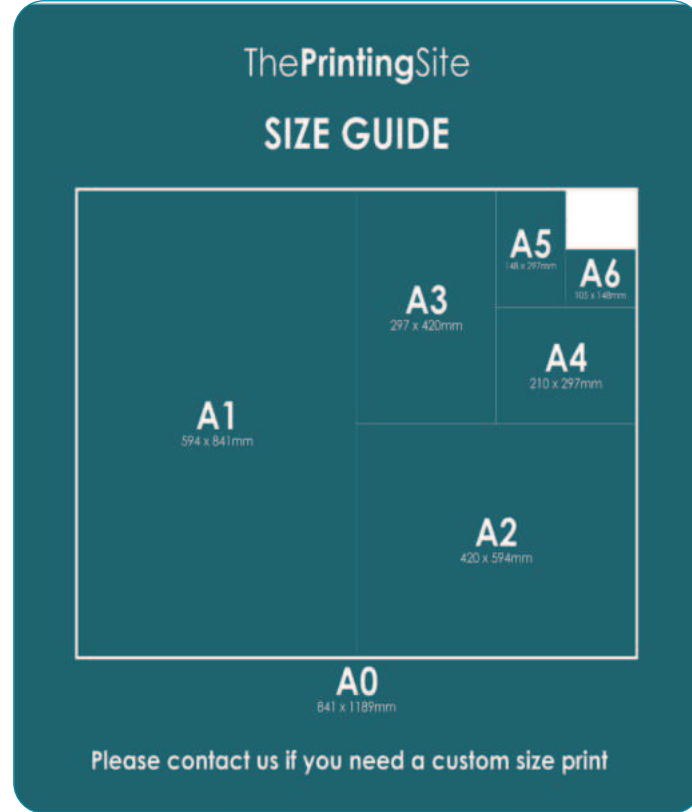 ThePrintingSite
SIZE GUIDE
A5
148 x 297mm
A6
105 x 148mm
A3
297 x 420mm
A4
210 x 297mm
A1
594 x 841mm
A2
420 x 594mm
A0
841 x 1189mm
Please contact us if you need a custom size print